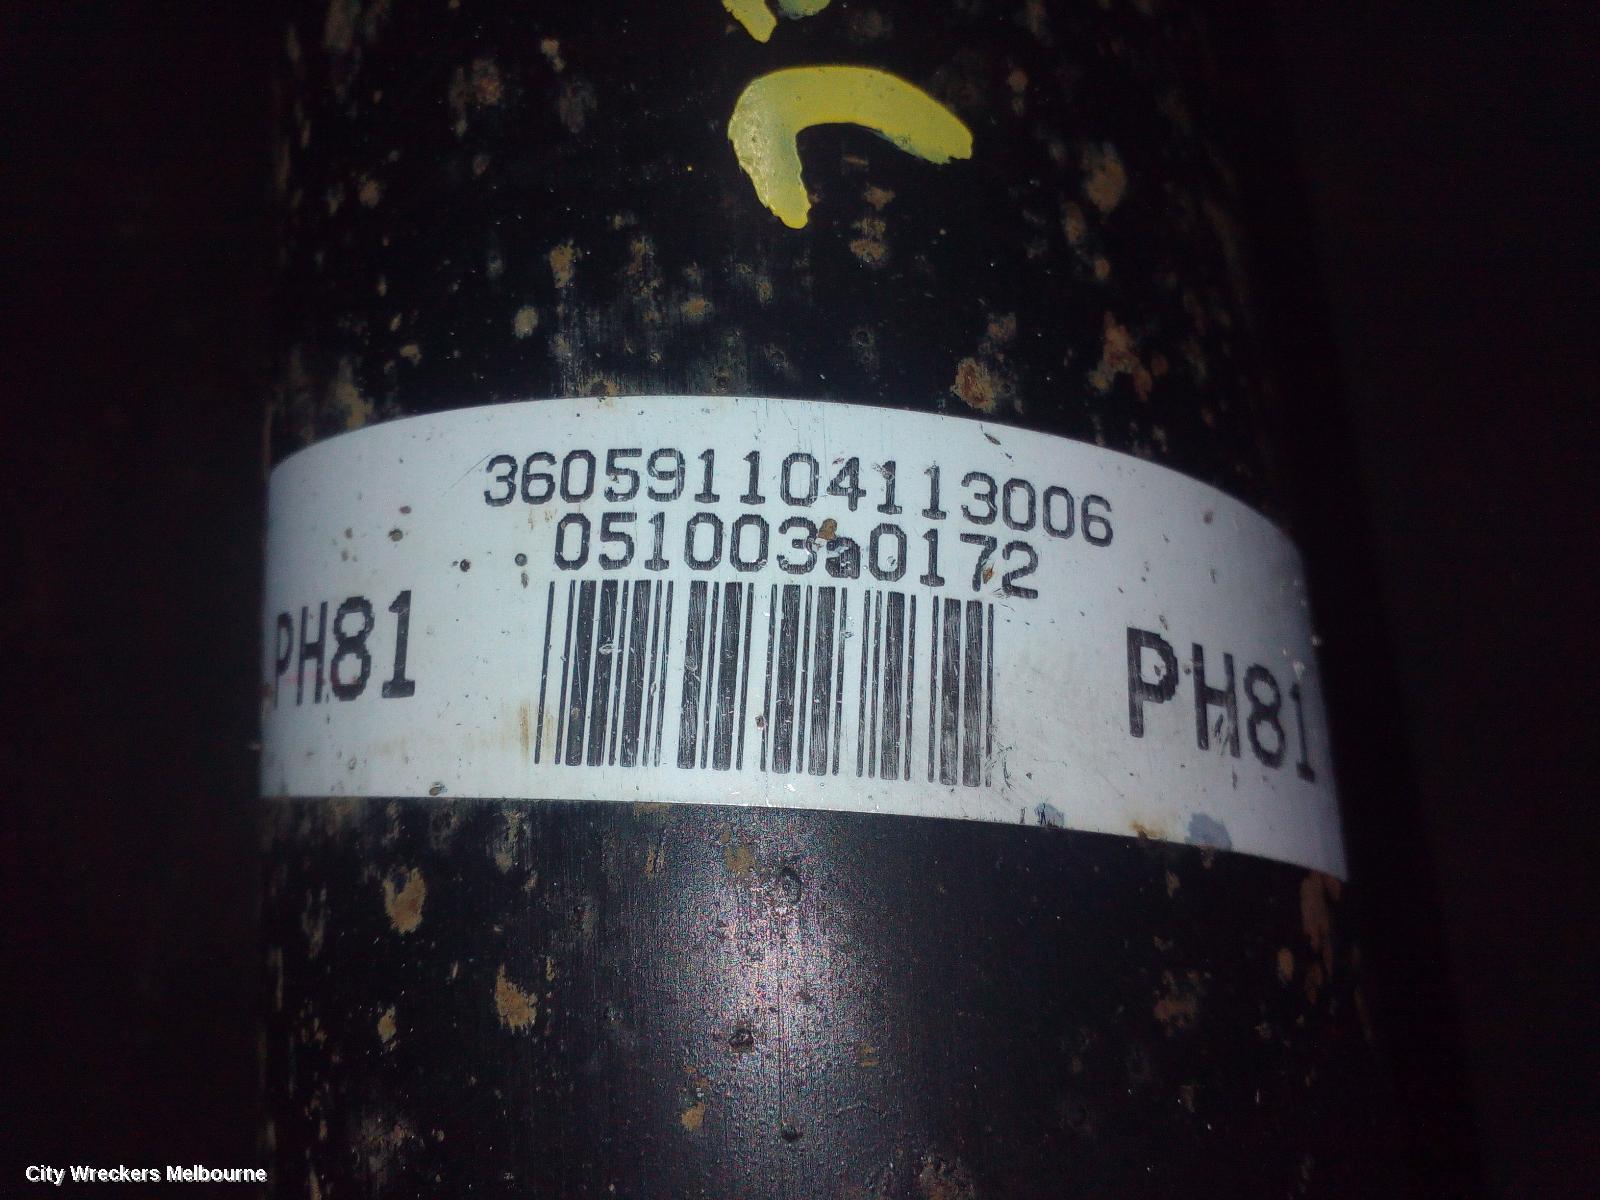 360591104113006
051003a0172
PH81
PH81
City Wreckers Melbourne